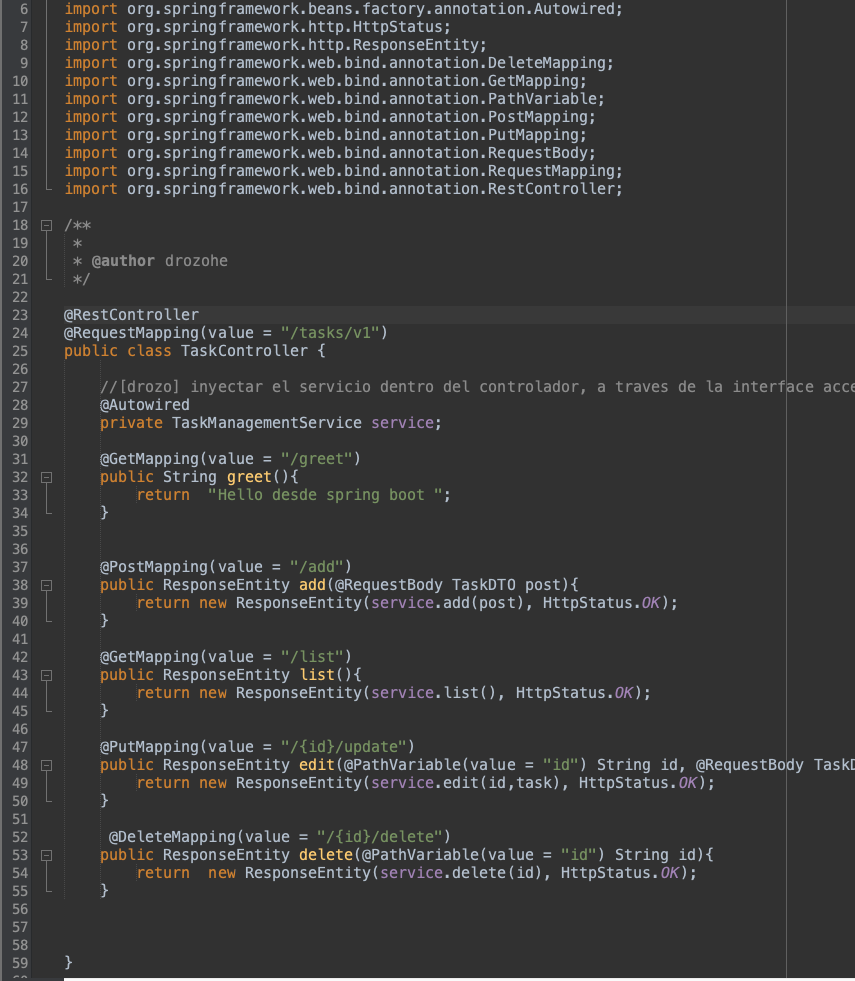 6 import org.springframework.beans.factory.annotation.Autowired;
7 import org.springframework.http.HttpStatus;
8 import org.springframework.http.ResponseEntity;
9 import org.springframework.web.bind.annotation.DeleteMapping;
10 import org.springframework.web.bind.annotation.GetMapping;
11 import org.springframework.web.bind.annotation.PathVariable;
12 import org.springframework.web.bind.annotation.PostMapping;
13 import org.springframework.web.bind.annotation.PutMapping;
14 import org.springframework.web.bind.annotation.RequestBody;
15 import org.springframework.web.bind.annotation.RequestMapping;
16 import org.springframework.web.bind.annotation.RestController;
17
18 /**
19  *
20  * @author drozohe
21  */
22
23 @RestController
24 @RequestMapping(value = "/tasks/v1")
25 public class TaskController {
26
27     //[drozo] inyectar el servicio dentro del controlador, a traves de la interface acce
28     @Autowired
29     private TaskManagementService service;
30
31     @GetMapping(value = "/greet")
32     public String greet(){
33         return  "Hello desde spring boot ";
34     }
35
36
37     @PostMapping(value = "/add")
38     public ResponseEntity add(@RequestBody TaskDTO post){
39         return new ResponseEntity(service.add(post), HttpStatus.OK);
40     }
41
42     @GetMapping(value = "/list")
43     public ResponseEntity list(){
44         return new ResponseEntity(service.list(), HttpStatus.OK);
45     }
46
47     @PutMapping(value = "/{id}/update")
48     public ResponseEntity edit(@PathVariable(value = "id") String id, @RequestBody TaskD
49         return new ResponseEntity(service.edit(id,task), HttpStatus.OK);
50     }
51
52      @DeleteMapping(value = "/{id}/delete")
53     public ResponseEntity delete(@PathVariable(value = "id") String id){
54         return  new ResponseEntity(service.delete(id), HttpStatus.OK);
55     }
56
57
58
59 }